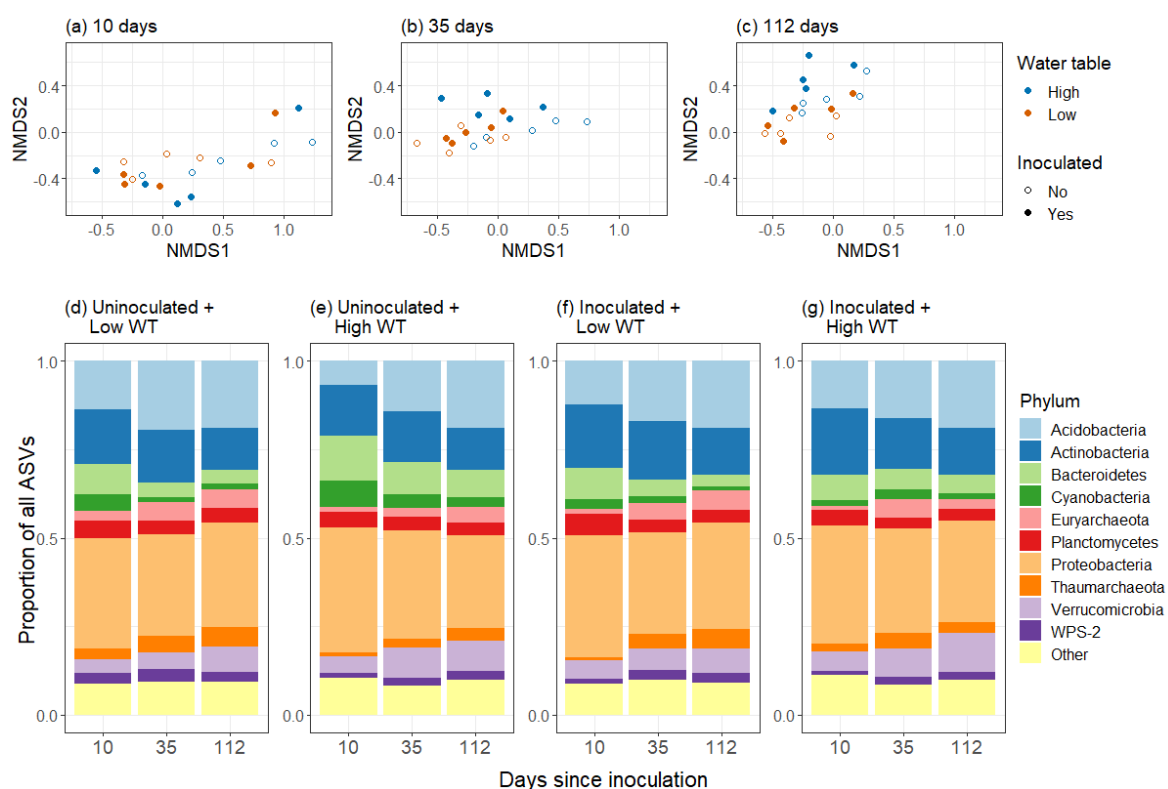 (a) 10 days
(b) 35 days
(c) 112 days
NMDS2
0.4
0.0
-0.4
-0.5
0.0
0.5
1.0
NMDS1
NMDS2
0.4
0.0
-0.4
-0.5
0.0
0.5
1.0
NMDS1
NMDS2
0.4
0.0
-0.4
-0.5
0.0
0.5
1.0
NMDS1
Water table
High
Low
Inoculated
No
Yes
(d) Uninoculated +
Low WT
(e) Uninoculated +
High WT
(f) Inoculated +
Low WT
(g) Inoculated +
High WT
Proportion of all ASVs
1.0
0.5
0.0
10
35
112
1.0
0.5
0.0
10
35
112
1.0
0.5
0.0
10
35
112
1.0
0.5
0.0
10
35
112
Days since inoculation
Phylum
Acidobacteria
Actinobacteria
Bacteroidetes
Cyanobacteria
Euryarchaeota
Planctomycetes
Proteobacteria
Thaumarchaeota
Verrucomicrobia
WPS-2
Other